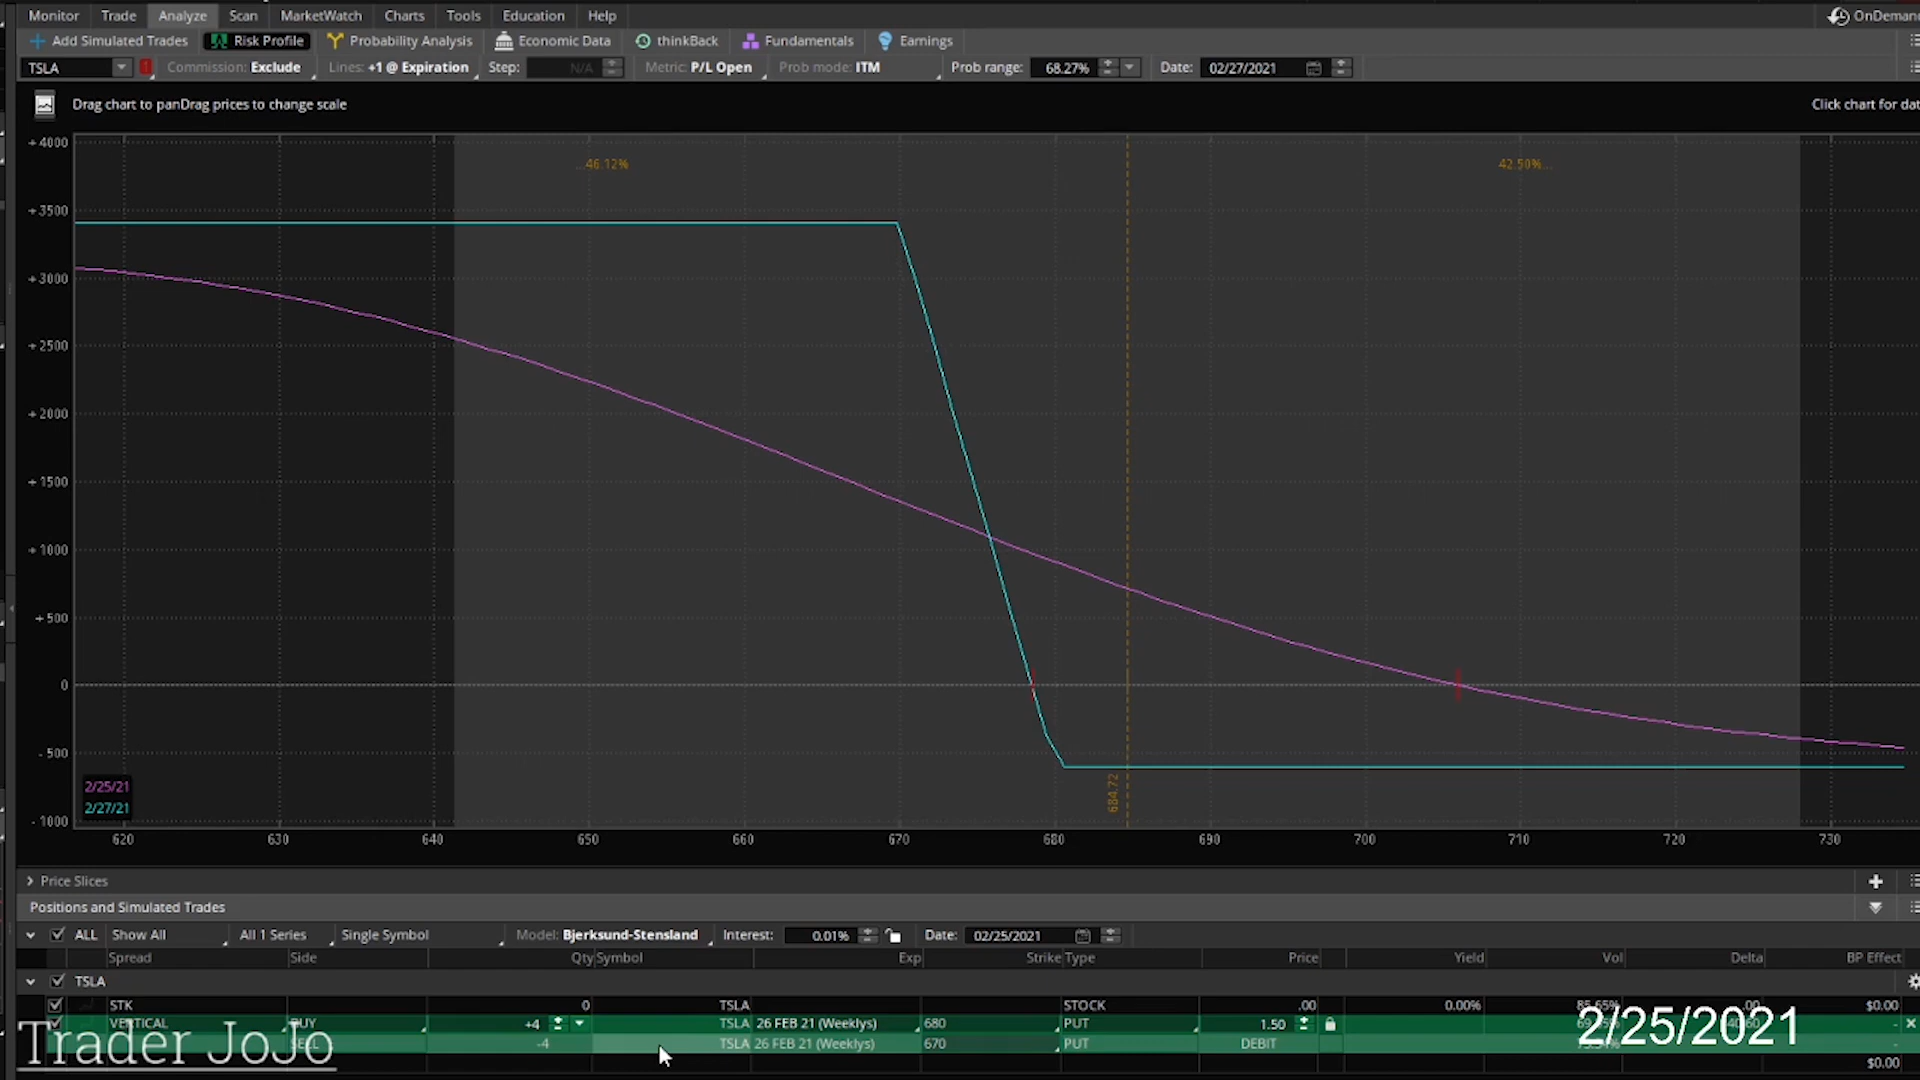 Monitor Trade Analyze Scan MarketWatch Charts Tools Education Help OnDeman
Add Simulated Trades Risk Profile Probability Analysis Economic Data thinkBack Fundamentals Earnings
TSLA Commission: Exclude Lines: +1 @ Expiration Step: N/A Metric: P/L Open Prob mode: ITM Prob range: 68.27% Date: 02/27/2021
Drag chart to panDrag prices to change scale Click chart for dat
+4000
...46.12% 42.50%...
+3500
+3000
+2500
+2000
+1500
+1000
+500
0
-500
2/25/21
2/27/21
684.72
-1000
620 630 640 650 660 670 680 690 700 710 720 730
Price Slices
Positions and Simulated Trades
ALL Show All All 1 Series Single Symbol Model: Bjerksund-Stensland Interest: 0.01% Date: 02/25/2021
Spread Side Qty Symbol Exp Strike Type Price Yield Vol Delta BP Effect
TSLA
STK 0 TSLA STOCK .00 0.00% 85.65% .00 $0.00
VERTICAL BUY +4 TSLA 26 FEB 21 (Weeklys) 680 PUT 1.50 -
SELL -4 TSLA 26 FEB 21 (Weeklys) 670 PUT DEBIT -
$0.00
Trader JoJo
2/25/2021